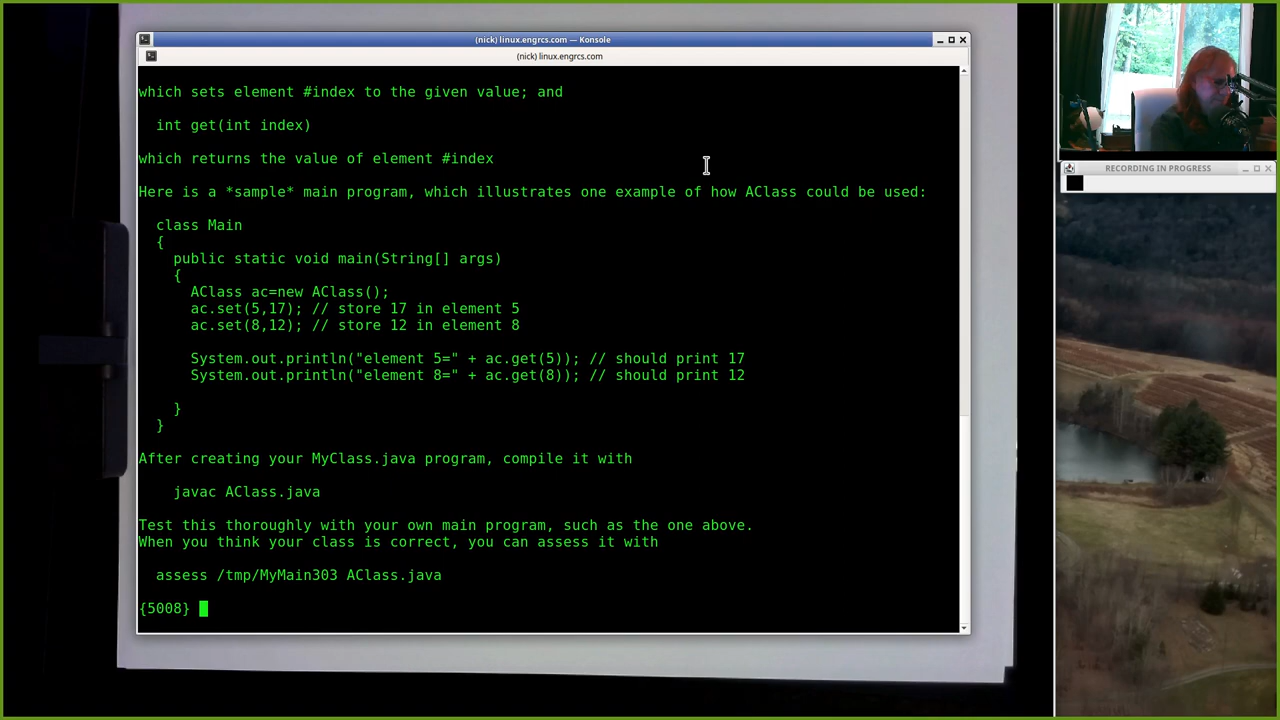 (nick) linux.engrcs.com — Konsole
(nick) linux.engrcs.com
which sets element #index to the given value; and
int get(int index)
which returns the value of element #index
Here is a *sample* main program, which illustrates one example of how AClass could be used:
class Main
{
public static void main(String[] args)
{
AClass ac=new AClass();
ac.set(5,17); // store 17 in element 5
ac.set(8,12); // store 12 in element 8
System.out.println("element 5=" + ac.get(5)); // should print 17
System.out.println("element 8=" + ac.get(8)); // should print 12
}
}
After creating your MyClass.java program, compile it with
javac AClass.java
Test this thoroughly with your own main program, such as the one above.
When you think your class is correct, you can assess it with
assess /tmp/MyMain303 AClass.java
{5008}
RECORDING IN PROGRESS